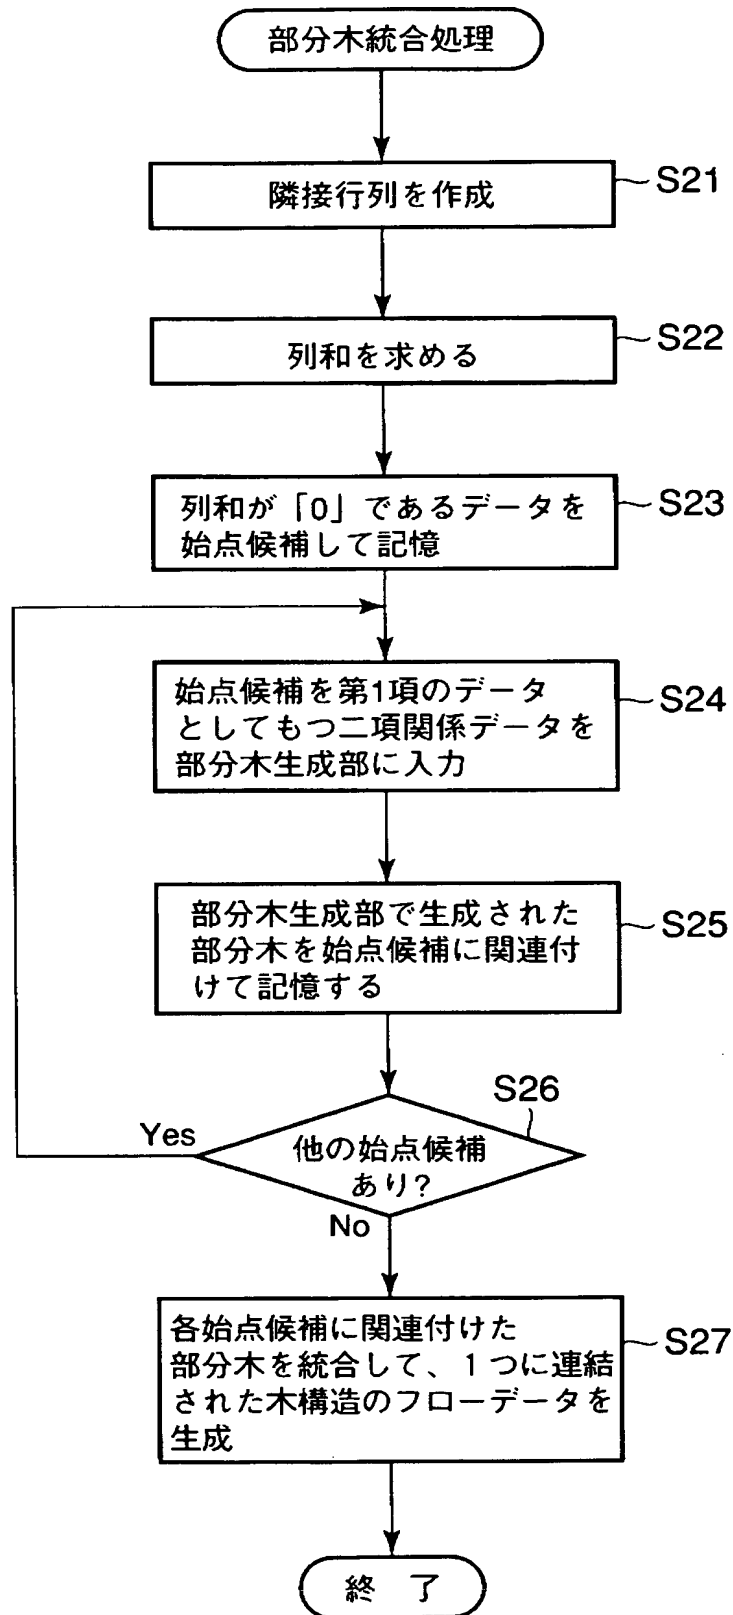 部分木統合処理
隣接行列を作成
S21
列和を求める
S22
列和が「0」であるデータを
始点候補して記憶
S23
始点候補を第1項のデータ
としてもつ二項関係データを
部分木生成部に入力
S24
部分木生成部で生成された
部分木を始点候補に関連付
けて記憶する
S25
S26
Yes
他の始点候補
あり?
No
各始点候補に関連付けた
部分木を統合して、1つに連結
された木構造のフローデータを
生成
S27
終 了